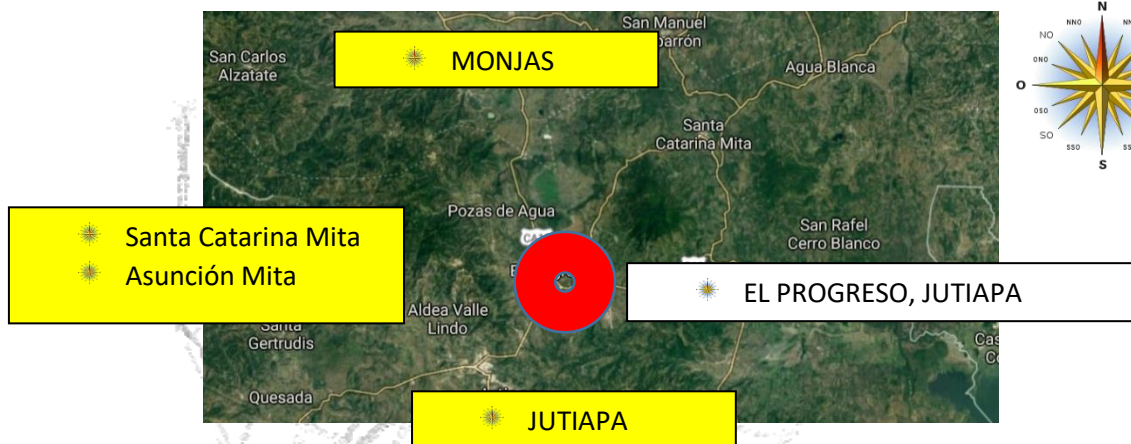 N
NNO
NO
ONO
O
OSO
SO
SSO
S
San Manuel
MONJAS
San Carlos
Alzatate
Agua Blanca
Santa
Catarina Mita
Pozas de Agua
Santa Catarina Mita
Asunción Mita
San Rafel
Cerro Blanco
EL PROGRESO, JUTIAPA
Aldea Valle
Lindo
Santa
Gertrudis
Quesada
JUTIAPA